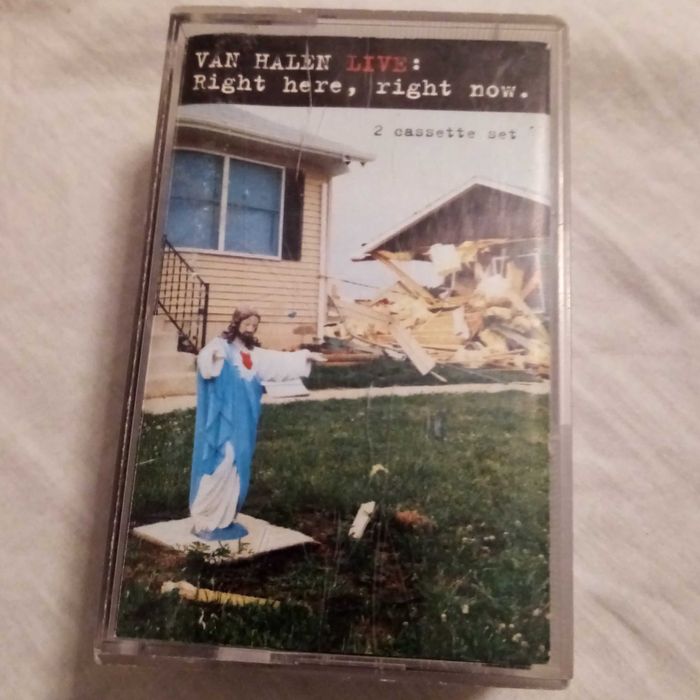 VAN HALEN LIVE:
Right here, right now.
2 cassette set